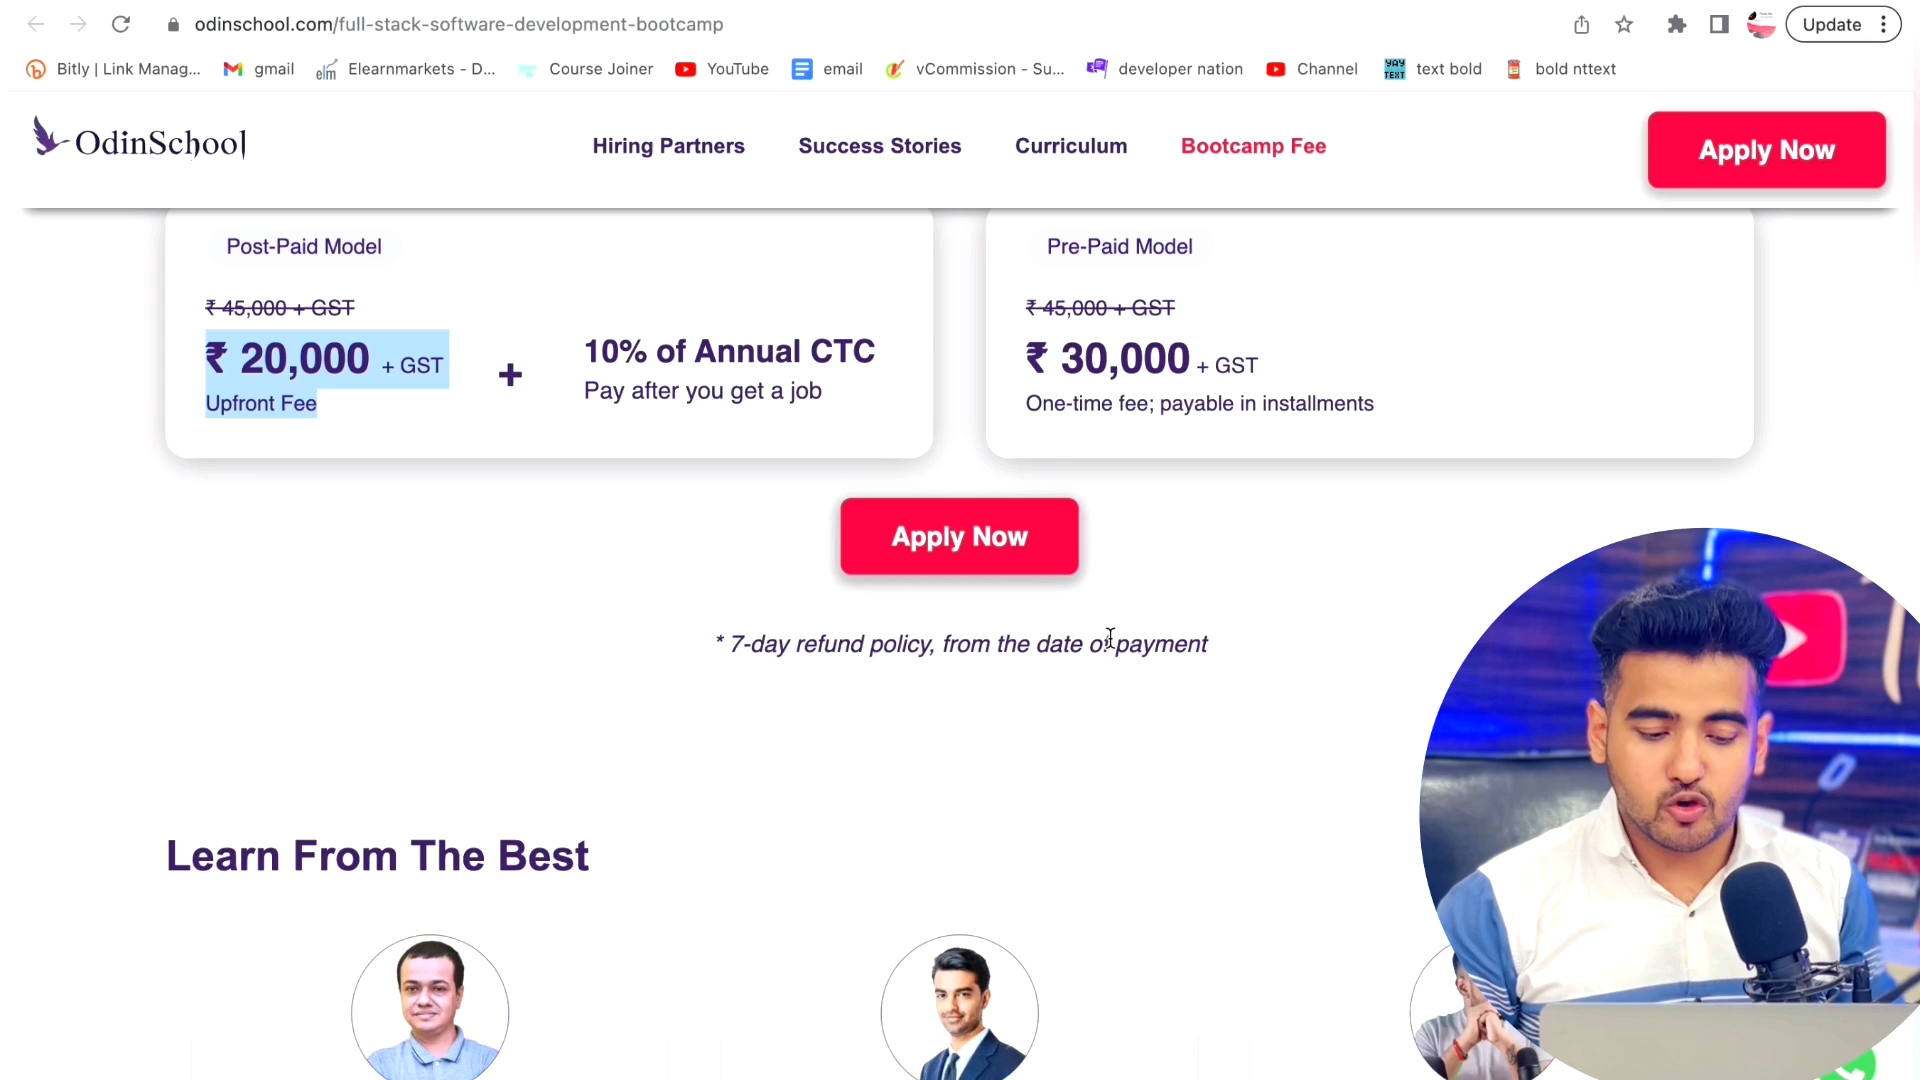 odinschool.com/full-stack-software-development-bootcamp
Update
Bitly | Link Manag...
gmail
elm
Elearnmarkets - D...
Course Joiner
YouTube
email
vCommission - Su...
developer nation
Channel
YAY TEXT
text bold
bold nttext
OdinSchool
Hiring Partners
Success Stories
Curriculum
Bootcamp Fee
Apply Now
Post-Paid Model
₹ 45,000 + GST
₹ 20,000 + GST
Upfront Fee
+
10% of Annual CTC
Pay after you get a job
Pre-Paid Model
₹ 45,000 + GST
₹ 30,000 + GST
One-time fee; payable in installments
Apply Now
* 7-day refund policy, from the date of payment
Learn From The Best